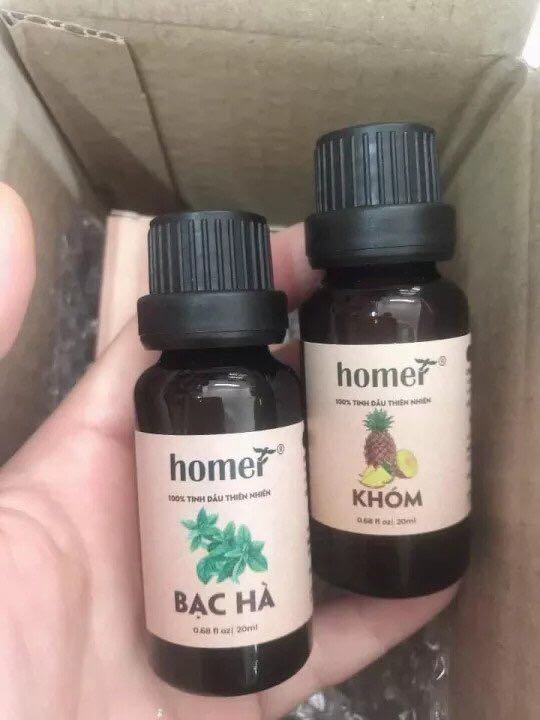 homer®
100% TINH DẦU THIÊN NHIÊN
BẠC HÀ
0.68 fl oz| 20ml
homer®
100% TINH DẦU THIÊN NHIÊN
KHÓM
0.68 fl oz| 20ml